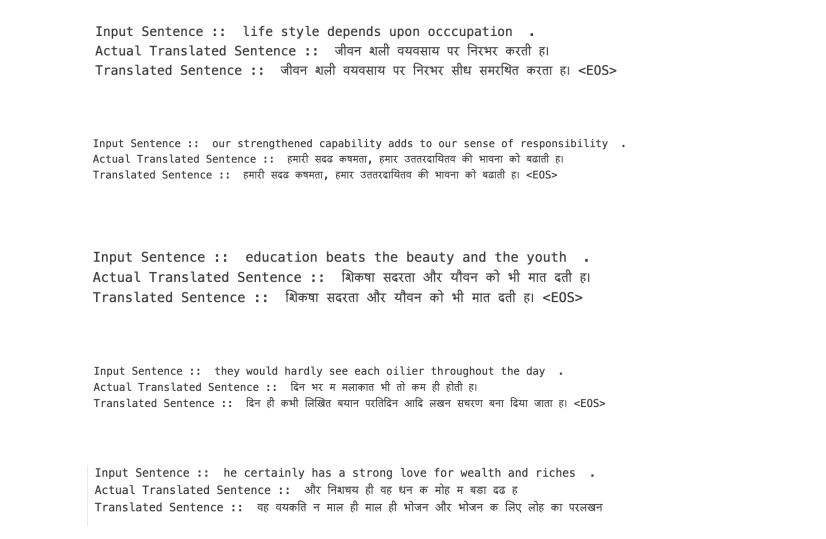 Input Sentence :: life style depends upon occcupation .
Actual Translated Sentence :: जीवन शली वयवसाय पर निरभर करती ह।
Translated Sentence :: जीवन शली वयवसाय पर निरभर सीध समरथित करता ह। <EOS>
Input Sentence :: our strengthened capability adds to our sense of responsibility .
Actual Translated Sentence :: हमारी सदढ कषमता, हमार उततरदायितव की भावना को बढाती ह।
Translated Sentence :: हमारी सदढ कषमता, हमार उततरदायितव की भावना को बढाती ह। <EOS>
Input Sentence :: education beats the beauty and the youth .
Actual Translated Sentence :: शिकषा सदरता और यौवन को भी मात दती ह।
Translated Sentence :: शिकषा सदरता और यौवन को भी मात दती ह। <EOS>
Input Sentence :: they would hardly see each oilier throughout the day .
Actual Translated Sentence :: दिन भर म मलाकात भी तो कम ही होती ह।
Translated Sentence :: दिन ही कभी लिखित बयान परतिदिन आदि लखन सचरण बना दिया जाता ह। <EOS>
Input Sentence :: he certainly has a strong love for wealth and riches .
Actual Translated Sentence :: और निशचय ही वह धन क मोह म बडा दढ ह
Translated Sentence :: वह वयकति न माल ही माल ही भोजन और भोजन क लिए लोह का परलखन